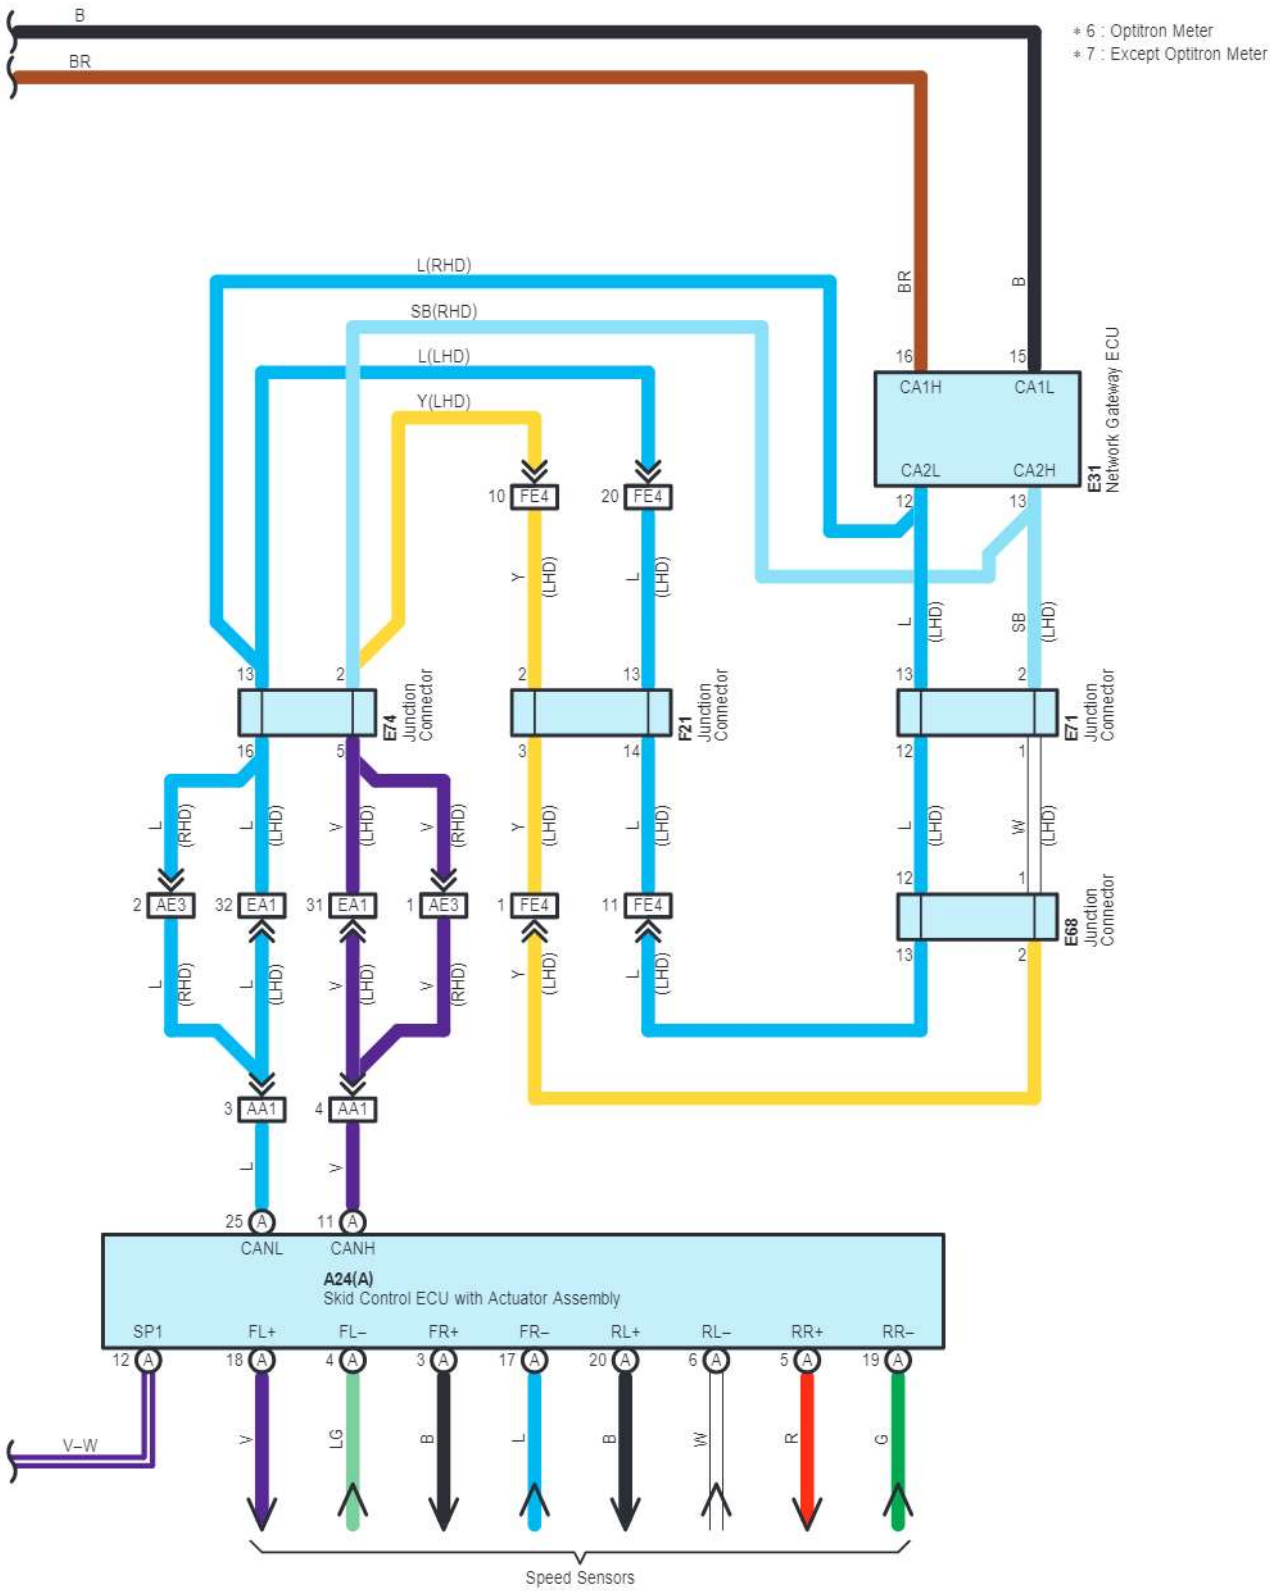 B
* 6 : Optitron Meter
* 7 : Except Optitron Meter
BR
L(RHD)
BR
B
SB(RHD)
L(LHD)
16
15
CA1H
CA1L
Y(LHD)
CA2L
CA2H
E31
Network Gateway ECU
10
FE4
20
FE4
12
13
Y
(LHD)
L
(LHD)
L
(LHD)
SB
(LHD)
13
2
2
13
13
2
E74
Junction
Connector
F21
Junction
Connector
E71
Junction
Connector
16
5
3
14
12
1
L
(RHD)
L
(LHD)
V
(LHD)
V
(RHD)
Y
(LHD)
L
(LHD)
L
(LHD)
W
(LHD)
12
1
2
AE3
32
EA1
31
EA1
1
AE3
1
FE4
11
FE4
E68
Junction
Connector
13
2
L
(RHD)
L
(LHD)
V
(LHD)
V
(RHD)
Y
(LHD)
L
(LHD)
3
AA1
4
AA1
L
V
25
A
11
A
CANL
CANH
A24(A)
Skid Control ECU with Actuator Assembly
SP1
FL+
FL–
FR+
FR–
RL+
RL–
RR+
RR–
12
A
18
A
4
A
3
A
17
A
20
A
6
A
5
A
19
A
V–W
V
LG
B
L
B
W
R
G
Speed Sensors